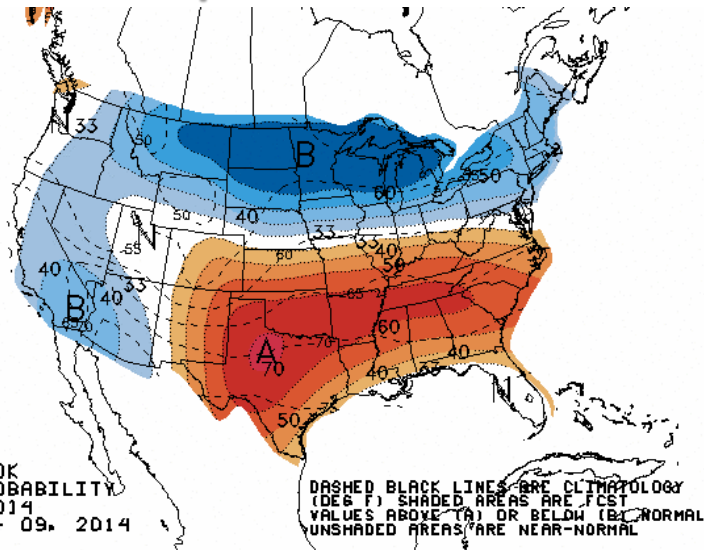 N 33
50
B
60
50
50
40
N
55
33
33
40
60
50
40
33
40
B
65
60
A
70
70
40
60
40
N
50
OK
OBABILITY
014
- 09, 2014
DASHED BLACK LINES ARE CLIMATOLOGY
(DEG F) SHADED AREAS ARE FCST
VALUES ABOVE (A) OR BELOW (B) NORMAL
UNSHADED AREAS ARE NEAR-NORMAL